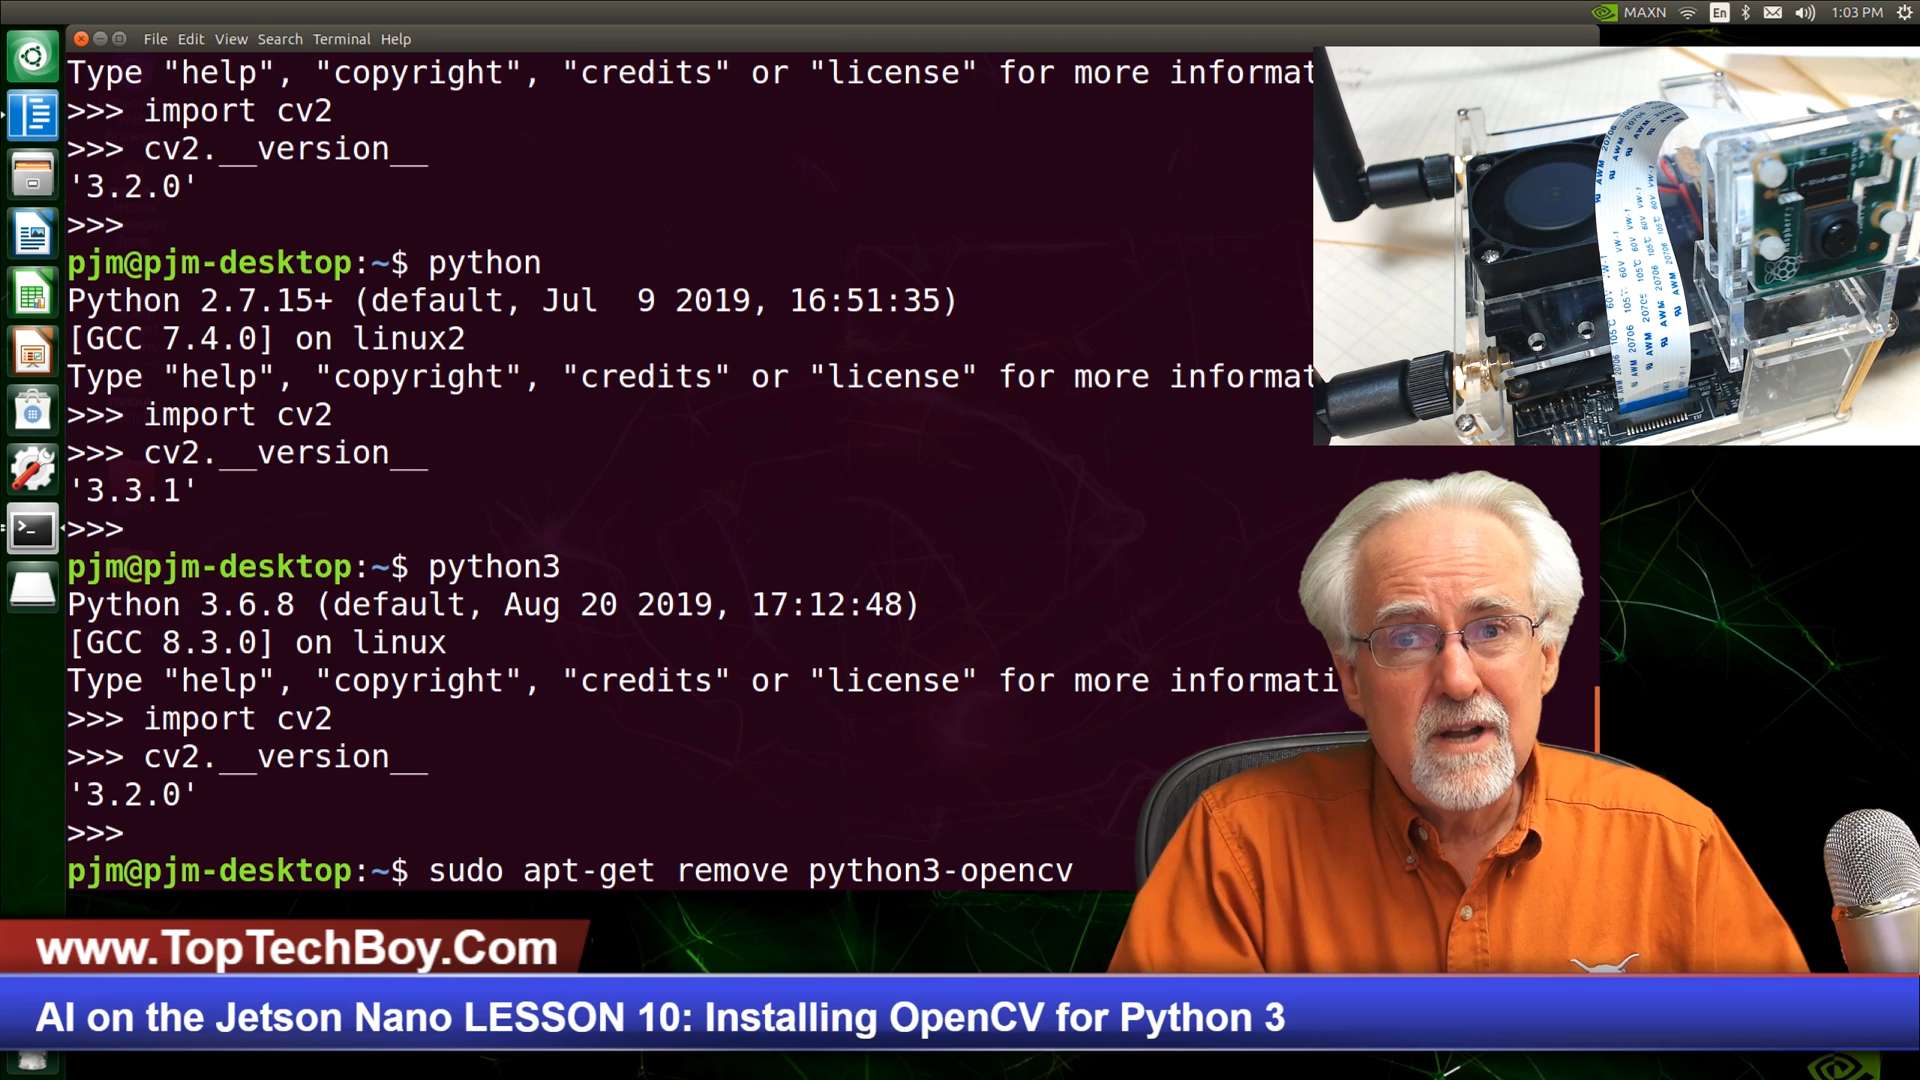 MAXN En 1:03 PM
File Edit View Search Terminal Help
Type "help", "copyright", "credits" or "license" for more informat
>>> import cv2
>>> cv2.__version__
'3.2.0'
>>>
pjm@pjm-desktop:~$ python
Python 2.7.15+ (default, Jul  9 2019, 16:51:35)
[GCC 7.4.0] on linux2
Type "help", "copyright", "credits" or "license" for more informat
>>> import cv2
>>> cv2.__version__
'3.3.1'
>>>
pjm@pjm-desktop:~$ python3
Python 3.6.8 (default, Aug 20 2019, 17:12:48)
[GCC 8.3.0] on linux
Type "help", "copyright", "credits" or "license" for more informati
>>> import cv2
>>> cv2.__version__
'3.2.0'
>>>
pjm@pjm-desktop:~$ sudo apt-get remove python3-opencv
www.TopTechBoy.Com
AI on the Jetson Nano LESSON 10: Installing OpenCV for Python 3